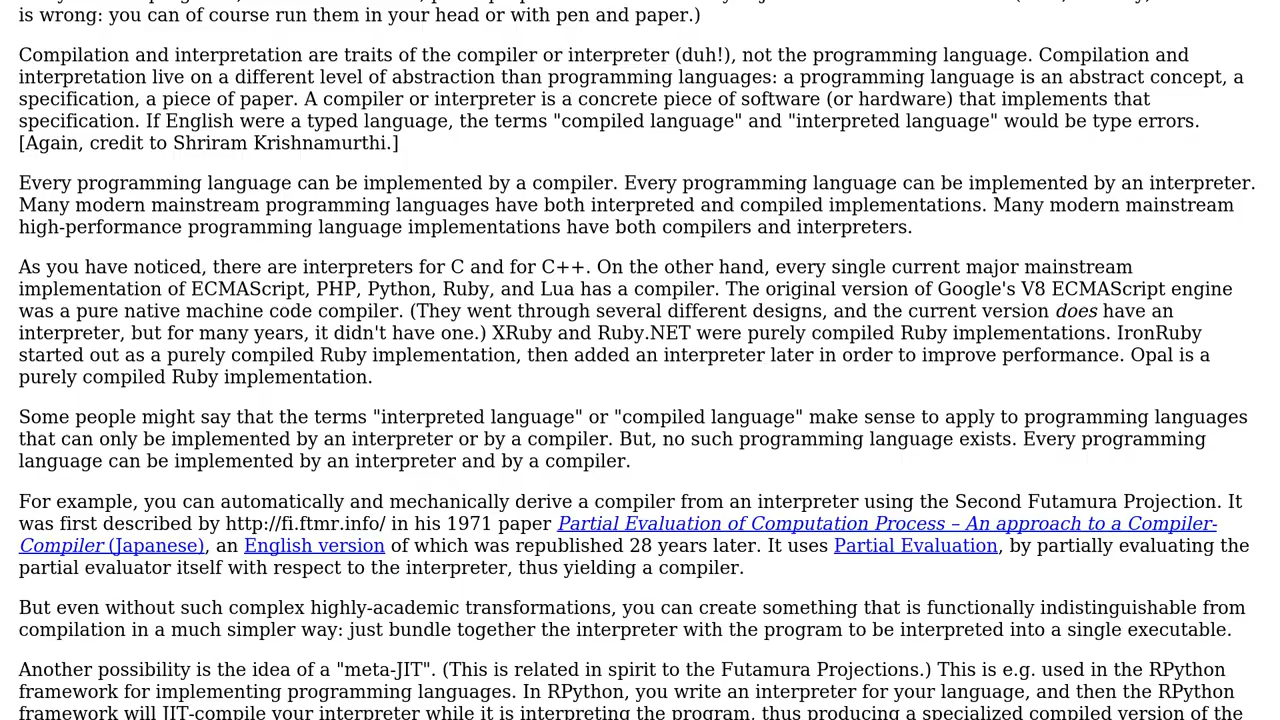 is wrong: you can of course run them in your head or with pen and paper.)
Compilation and interpretation are traits of the compiler or interpreter (duh!), not the programming language. Compilation and
interpretation live on a different level of abstraction than programming languages: a programming language is an abstract concept, a
specification, a piece of paper. A compiler or interpreter is a concrete piece of software (or hardware) that implements that
specification. If English were a typed language, the terms "compiled language" and "interpreted language" would be type errors.
[Again, credit to Shriram Krishnamurthi.]
Every programming language can be implemented by a compiler. Every programming language can be implemented by an interpreter.
Many modern mainstream programming languages have both interpreted and compiled implementations. Many modern mainstream
high-performance programming language implementations have both compilers and interpreters.
As you have noticed, there are interpreters for C and for C++. On the other hand, every single current major mainstream
implementation of ECMAScript, PHP, Python, Ruby, and Lua has a compiler. The original version of Google's V8 ECMAScript engine
was a pure native machine code compiler. (They went through several different designs, and the current version does have an
interpreter, but for many years, it didn't have one.) XRuby and Ruby.NET were purely compiled Ruby implementations. IronRuby
started out as a purely compiled Ruby implementation, then added an interpreter later in order to improve performance. Opal is a
purely compiled Ruby implementation.
Some people might say that the terms "interpreted language" or "compiled language" make sense to apply to programming languages
that can only be implemented by an interpreter or by a compiler. But, no such programming language exists. Every programming
language can be implemented by an interpreter and by a compiler.
For example, you can automatically and mechanically derive a compiler from an interpreter using the Second Futamura Projection. It
was first described by http://fi.ftmr.info/ in his 1971 paper Partial Evaluation of Computation Process – An approach to a Compiler-
Compiler (Japanese), an English version of which was republished 28 years later. It uses Partial Evaluation, by partially evaluating the
partial evaluator itself with respect to the interpreter, thus yielding a compiler.
But even without such complex highly-academic transformations, you can create something that is functionally indistinguishable from
compilation in a much simpler way: just bundle together the interpreter with the program to be interpreted into a single executable.
Another possibility is the idea of a "meta-JIT". (This is related in spirit to the Futamura Projections.) This is e.g. used in the RPython
framework for implementing programming languages. In RPython, you write an interpreter for your language, and then the RPython
framework will JIT-compile your interpreter while it is interpreting the program, thus producing a specialized compiled version of the